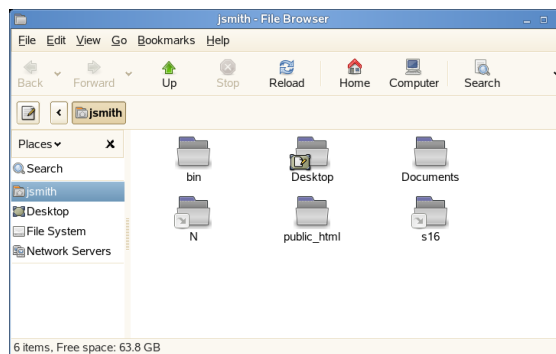 jsmith - File Browser
File Edit View Go Bookmarks Help
Back Forward Up Stop Reload Home Computer Search
jsmith
Places
Search
jsmith
Desktop
File System
Network Servers
bin Desktop Documents
N public_html s16
6 items, Free space: 63.8 GB